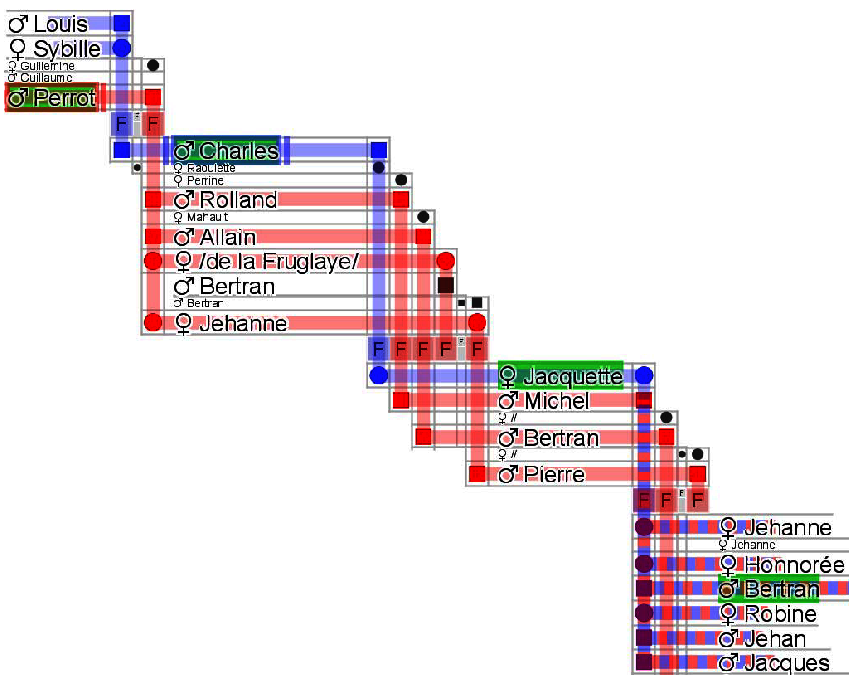 ♂ Louis
♀ Sybille
♀ Guillemine
♂ Guillaume
♂ Perrot
F F F
♂ Charles
♀ Raoulette
♀ Perrine
♂ Rolland
♀ Mahaut
♂ Allain
♀ /de la Fruglaye/
♂ Bertran
♂ Bertran
♀ Jehanne
F F F F F F
♀ Jacquette
♂ Michel
♀ //
♂ Bertran
♀ //
♂ Pierre
F F F F
♀ Jehanne
♀ Jehanne
♀ Honnorée
♂ Bertran
♀ Robine
♂ Jehan
♂ Jacques